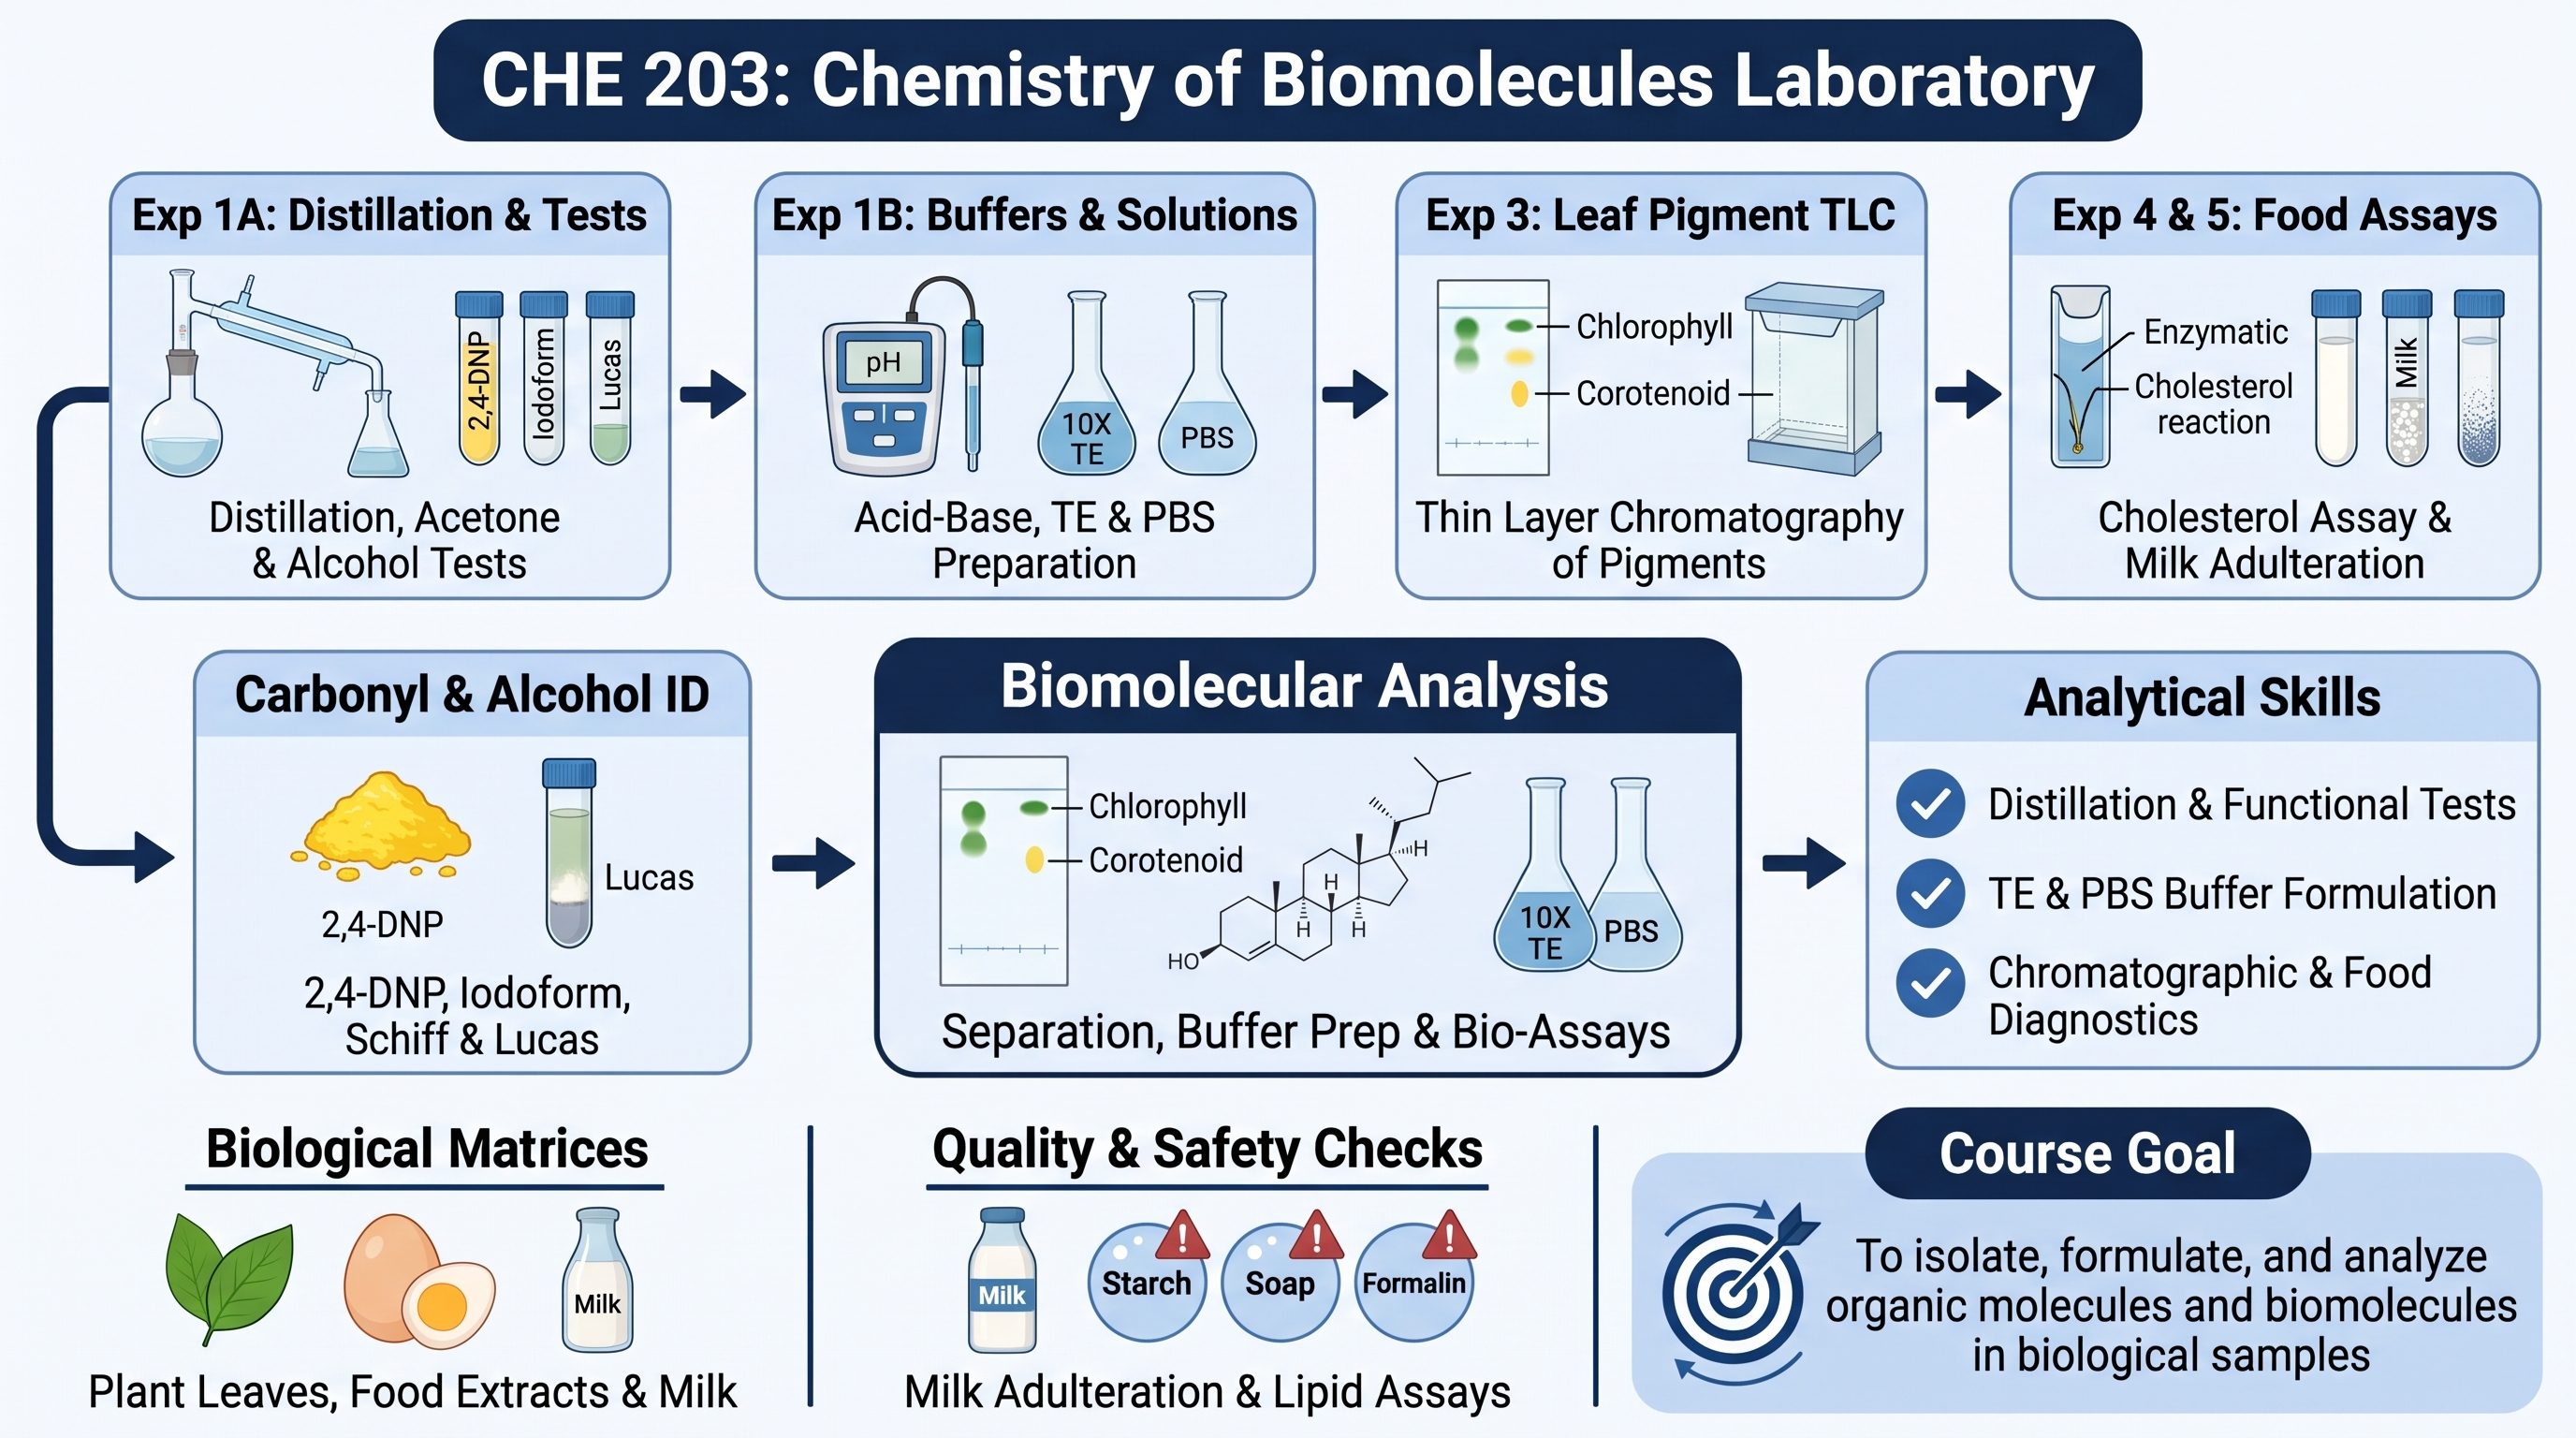 CHE 203: Chemistry of Biomolecules Laboratory
Exp 1A: Distillation & Tests
2,4-DNP
Iodoform
Lucas
Distillation, Acetone
& Alcohol Tests
Exp 1B: Buffers & Solutions
pH
10X
TE
PBS
Acid-Base, TE & PBS
Preparation
Exp 3: Leaf Pigment TLC
Chlorophyll
Corotenoid
Thin Layer Chromatography
of Pigments
Exp 4 & 5: Food Assays
Enzymatic
Cholesterol
reaction
Milk
Cholesterol Assay &
Milk Adulteration
Carbonyl & Alcohol ID
2,4-DNP
Lucas
2,4-DNP, Iodoform,
Schiff & Lucas
Biomolecular Analysis
Chlorophyll
Corotenoid
H
H
H
H
HO
10X
TE
PBS
Separation, Buffer Prep & Bio-Assays
Analytical Skills
Distillation & Functional Tests
TE & PBS Buffer Formulation
Chromatographic & Food
Diagnostics
Biological Matrices
Milk
Plant Leaves, Food Extracts & Milk
Quality & Safety Checks
Milk
Starch
Soap
Formalin
Milk Adulteration & Lipid Assays
Course Goal
To isolate, formulate, and analyze
organic molecules and biomolecules
in biological samples